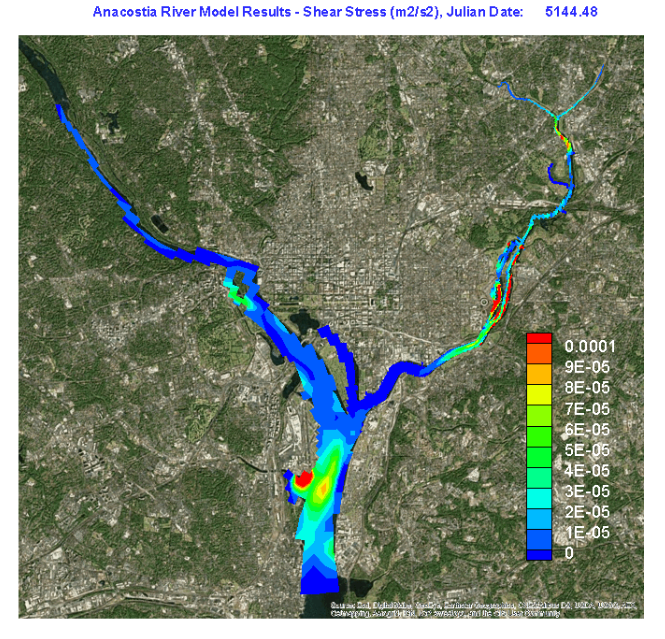 Anacostia River Model Results - Shear Stress (m2/s2), Julian Date: 5144.48
0.0001
9E-05
8E-05
7E-05
6E-05
5E-05
4E-05
3E-05
2E-05
1E-05
0